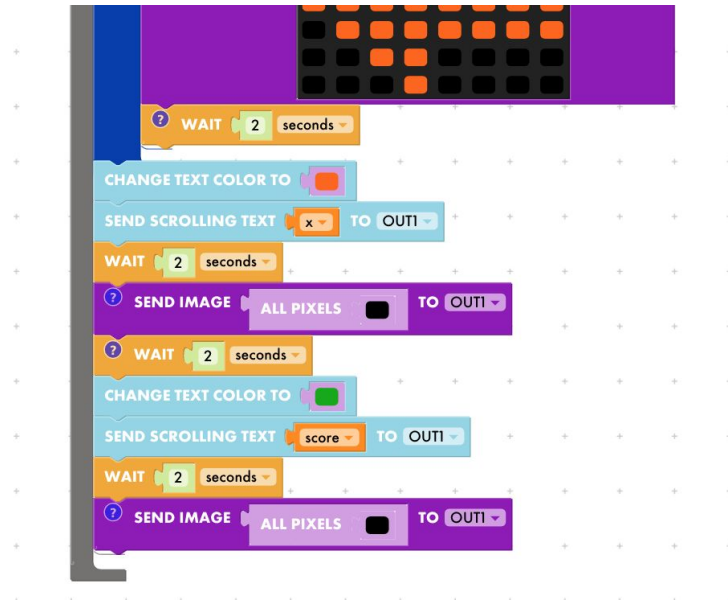 ? WAIT 2 seconds
CHANGE TEXT COLOR TO
SEND SCROLLING TEXT x TO OUT1
WAIT 2 seconds
? SEND IMAGE ALL PIXELS TO OUT1
? WAIT 2 seconds
CHANGE TEXT COLOR TO
SEND SCROLLING TEXT score TO OUT1
WAIT 2 seconds
? SEND IMAGE ALL PIXELS TO OUT1